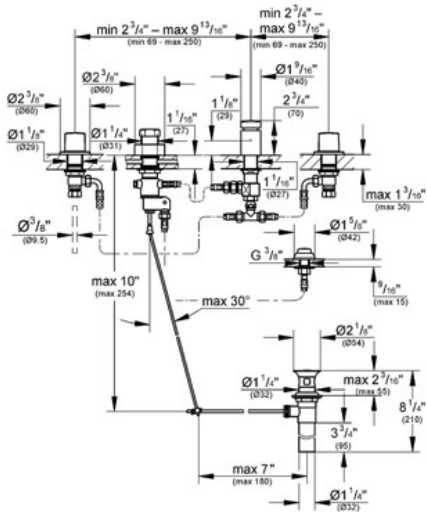 min 2 3/4" –
max 9 13/16"
(min 69 - max 250)
min 2 3/4" – max 9 13/16"
(min 69 - max 250)
Ø2 3/8"
(Ø60)
Ø1 9/16"
(Ø40)
Ø2 3/8"
(Ø60)
1 1/16"
(27)
1 1/8"
(29)
2 3/4"
(70)
Ø1 1/8"
(Ø29)
Ø1 1/4"
(Ø31)
1 1/16"
(Ø27)
max 1 3/16"
(max 30)
Ø3/8"
(Ø9.5)
Ø1 5/8"
(Ø42)
G 3/8"
9/16"
(max 15)
max 10"
(max 254)
max 30°
Ø2 1/8"
(Ø54)
Ø1 1/4"
(Ø32)
max 2 3/16"
(max 55)
8 1/4"
(210)
3 3/4"
(95)
max 7"
(max 180)
Ø1 1/4"
(Ø32)